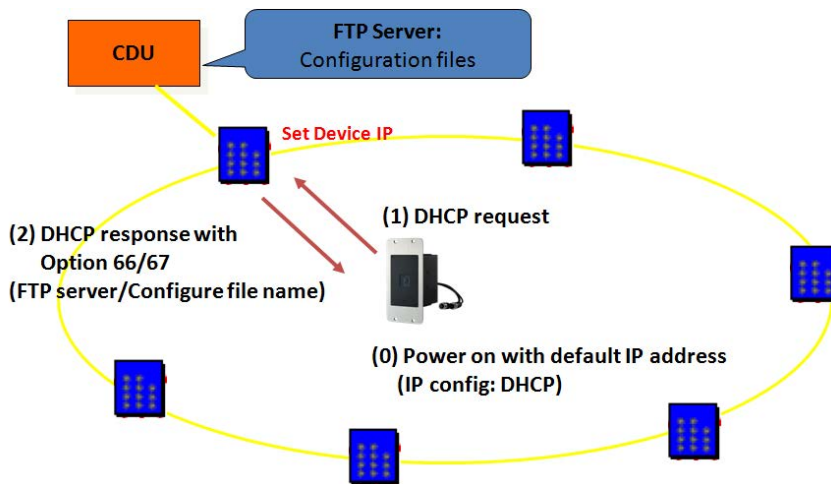 CDU
FTP Server:
Configuration files
Set Device IP
(1) DHCP request
(2) DHCP response with
Option 66/67
(FTP server/Configure file name)
(0) Power on with default IP address
(IP config: DHCP)